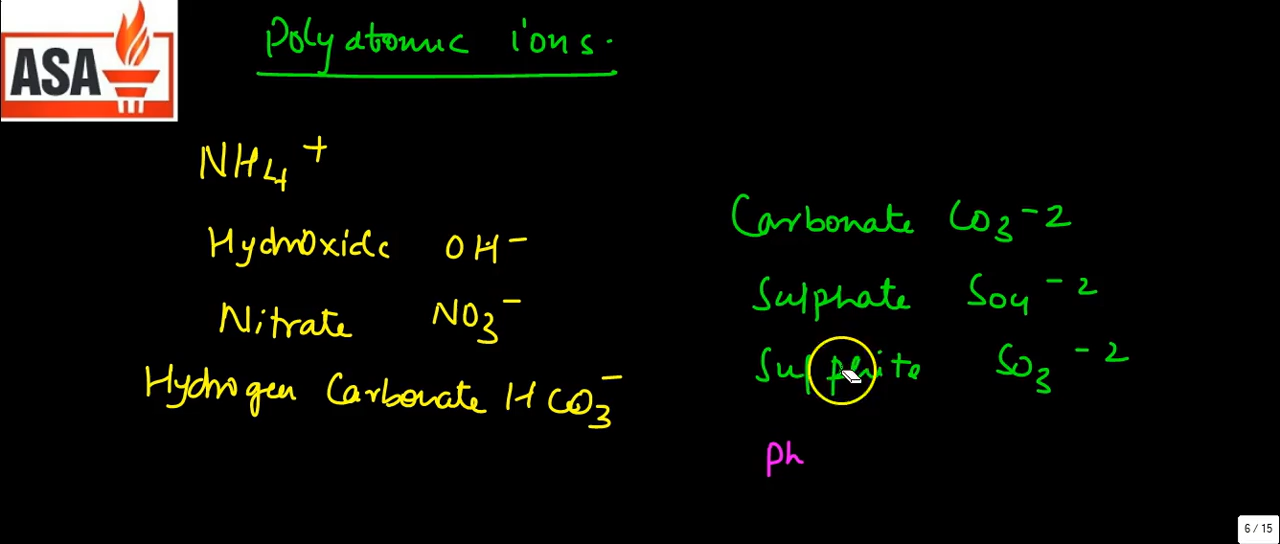 ASA
Polyatomic ions.
NH4+
Hydroxide OH-
Nitrate NO3-
Hydrogen Carbonate HCO3-
Carbonate CO3-2
Sulphate SO4-2
Sulphite SO3-2
Ph
6 / 15